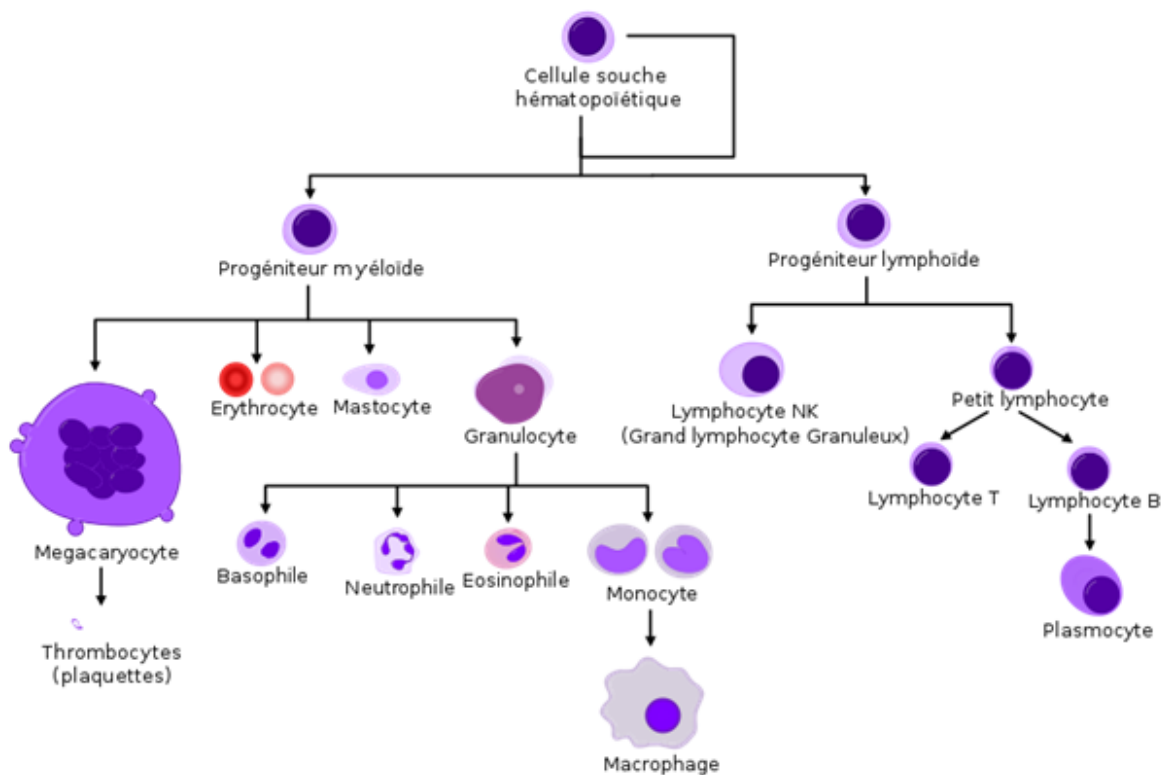 Cellule souche
hématopoïétique
Progéniteur myéloïde
Progéniteur lymphoïde
Erythrocyte
Mastocyte
Granulocyte
Lymphocyte NK
(Grand lymphocyte Granuleux)
Petit lymphocyte
Lymphocyte T
Lymphocyte B
Megacaryocyte
Basophile
Neutrophile
Eosinophile
Monocyte
Plasmocyte
Thrombocytes
(plaquettes)
Macrophage